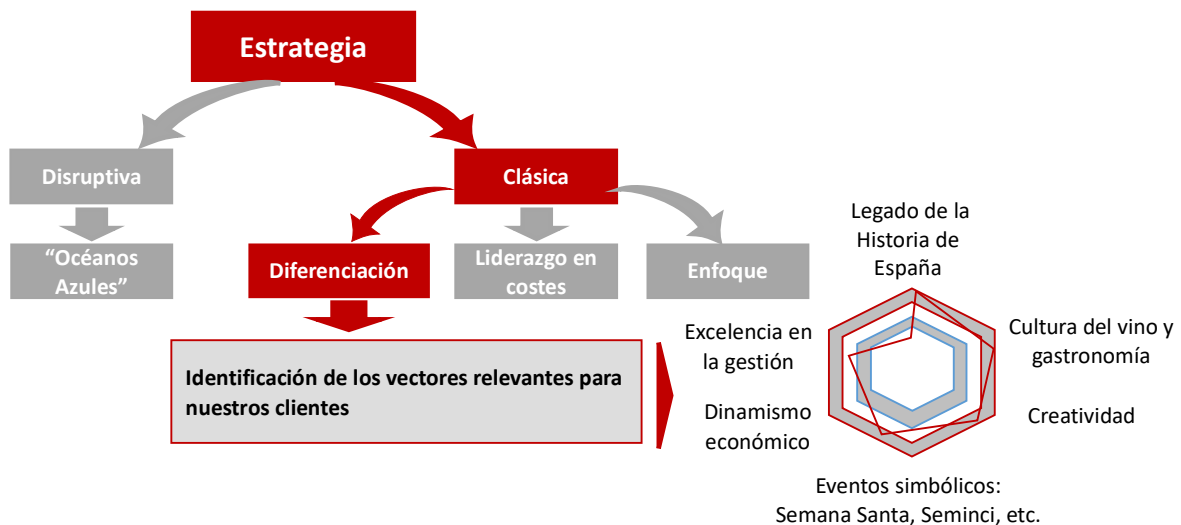 Estrategia
Disruptiva
Clásica
“Océanos
Azules”
Diferenciación
Liderazgo en
costes
Enfoque
Identificación de los vectores relevantes para
nuestros clientes
Legado de la
Historia de
España
Excelencia en
la gestión
Cultura del vino y
gastronomía
Dinamismo
económico
Creatividad
Eventos simbólicos:
Semana Santa, Seminci, etc.